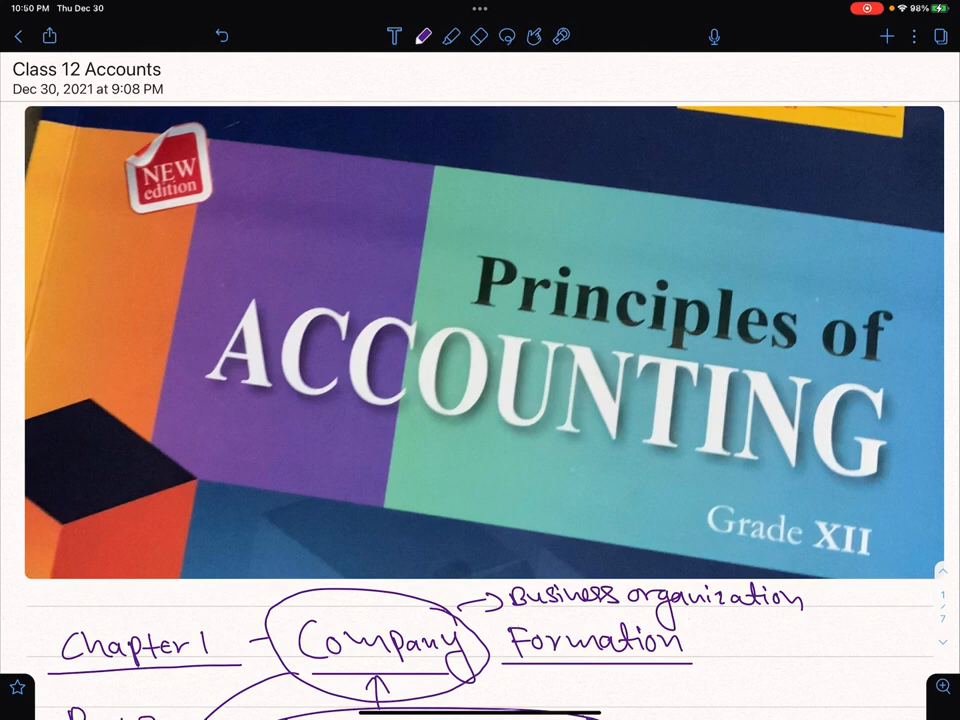 10:50 PM Thu Dec 30
98%
Class 12 Accounts
Dec 30, 2021 at 9:08 PM
NEW
edition
Principles of
ACCOUNTING
Grade XII
1
/
7
Business organization
Chapter 1 - Company Formation